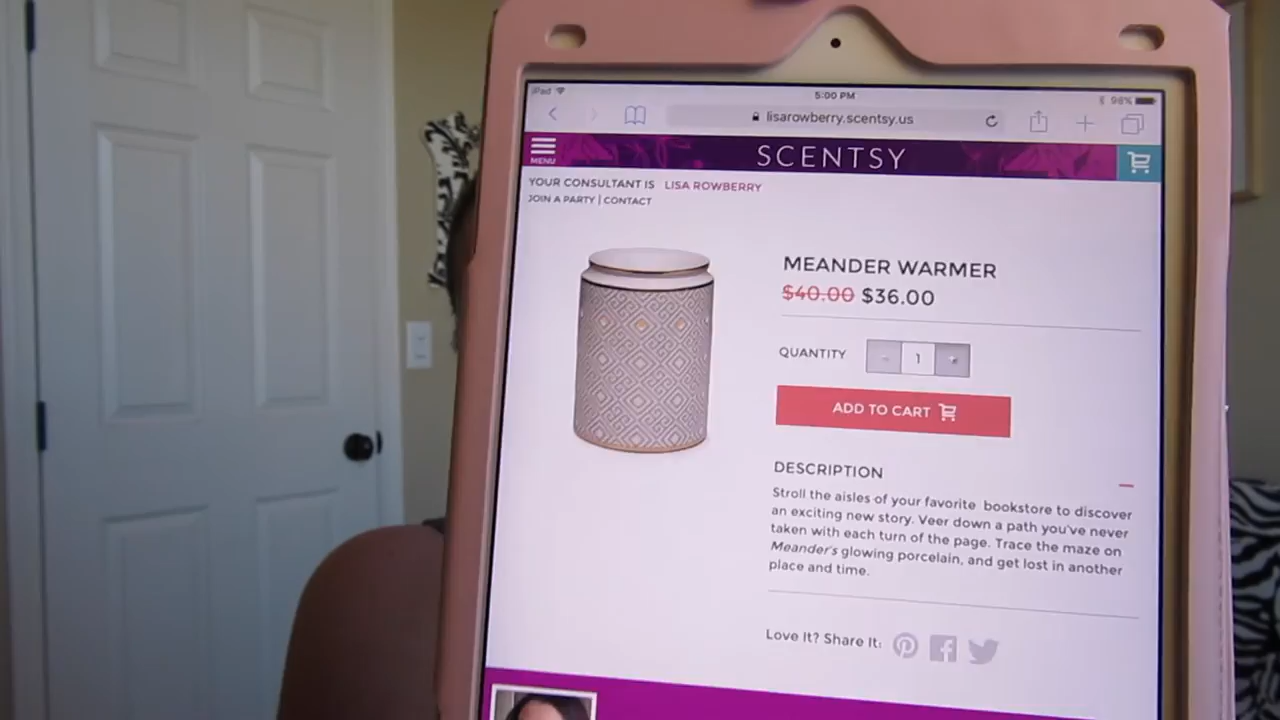 iPad
5:00 PM
98%
lisarowberry.scentsy.us
MENU
SCENTSY
YOUR CONSULTANT IS LISA ROWBERRY
JOIN A PARTY | CONTACT
MEANDER WARMER
$40.00 $36.00
QUANTITY - 1 +
ADD TO CART
DESCRIPTION
Stroll the aisles of your favorite bookstore to discover
an exciting new story. Veer down a path you've never
taken with each turn of the page. Trace the maze on
Meander's glowing porcelain, and get lost in another
place and time.
Love It? Share It: